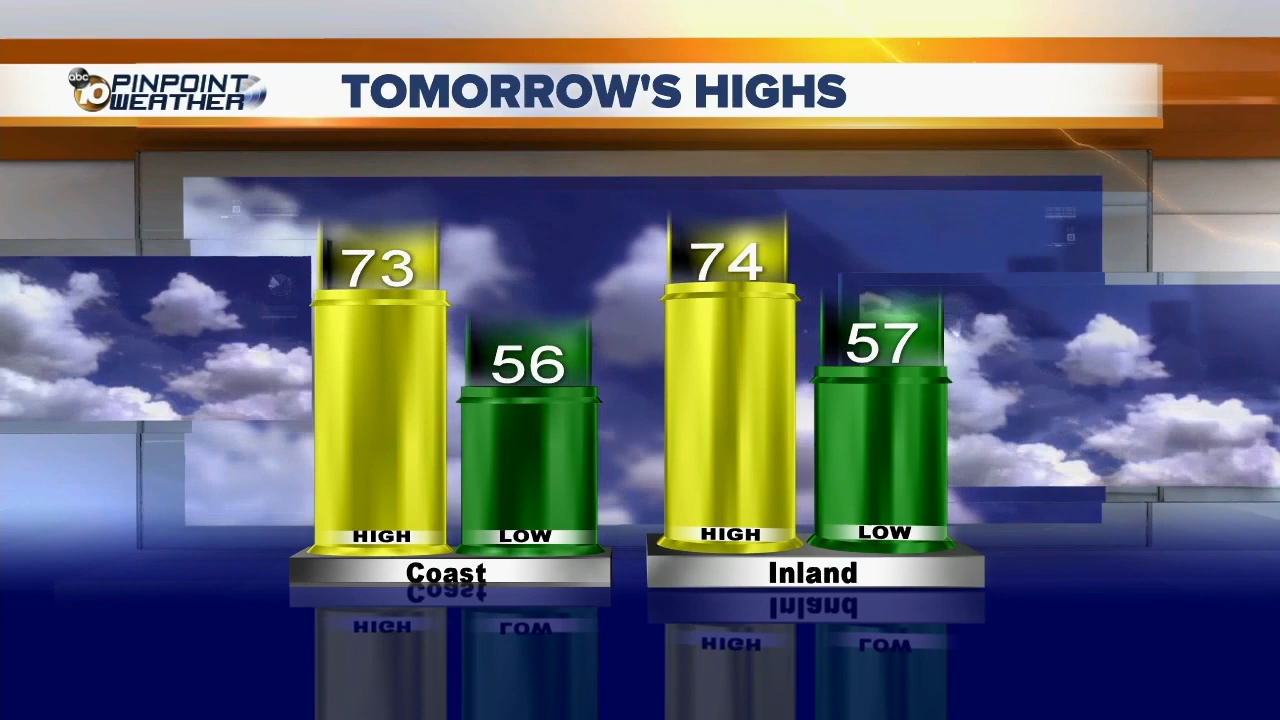 abc
10
PINPOINT
WEATHER
TOMORROW'S HIGHS
73
56
74
57
HIGH
LOW
HIGH
LOW
Coast
Inland